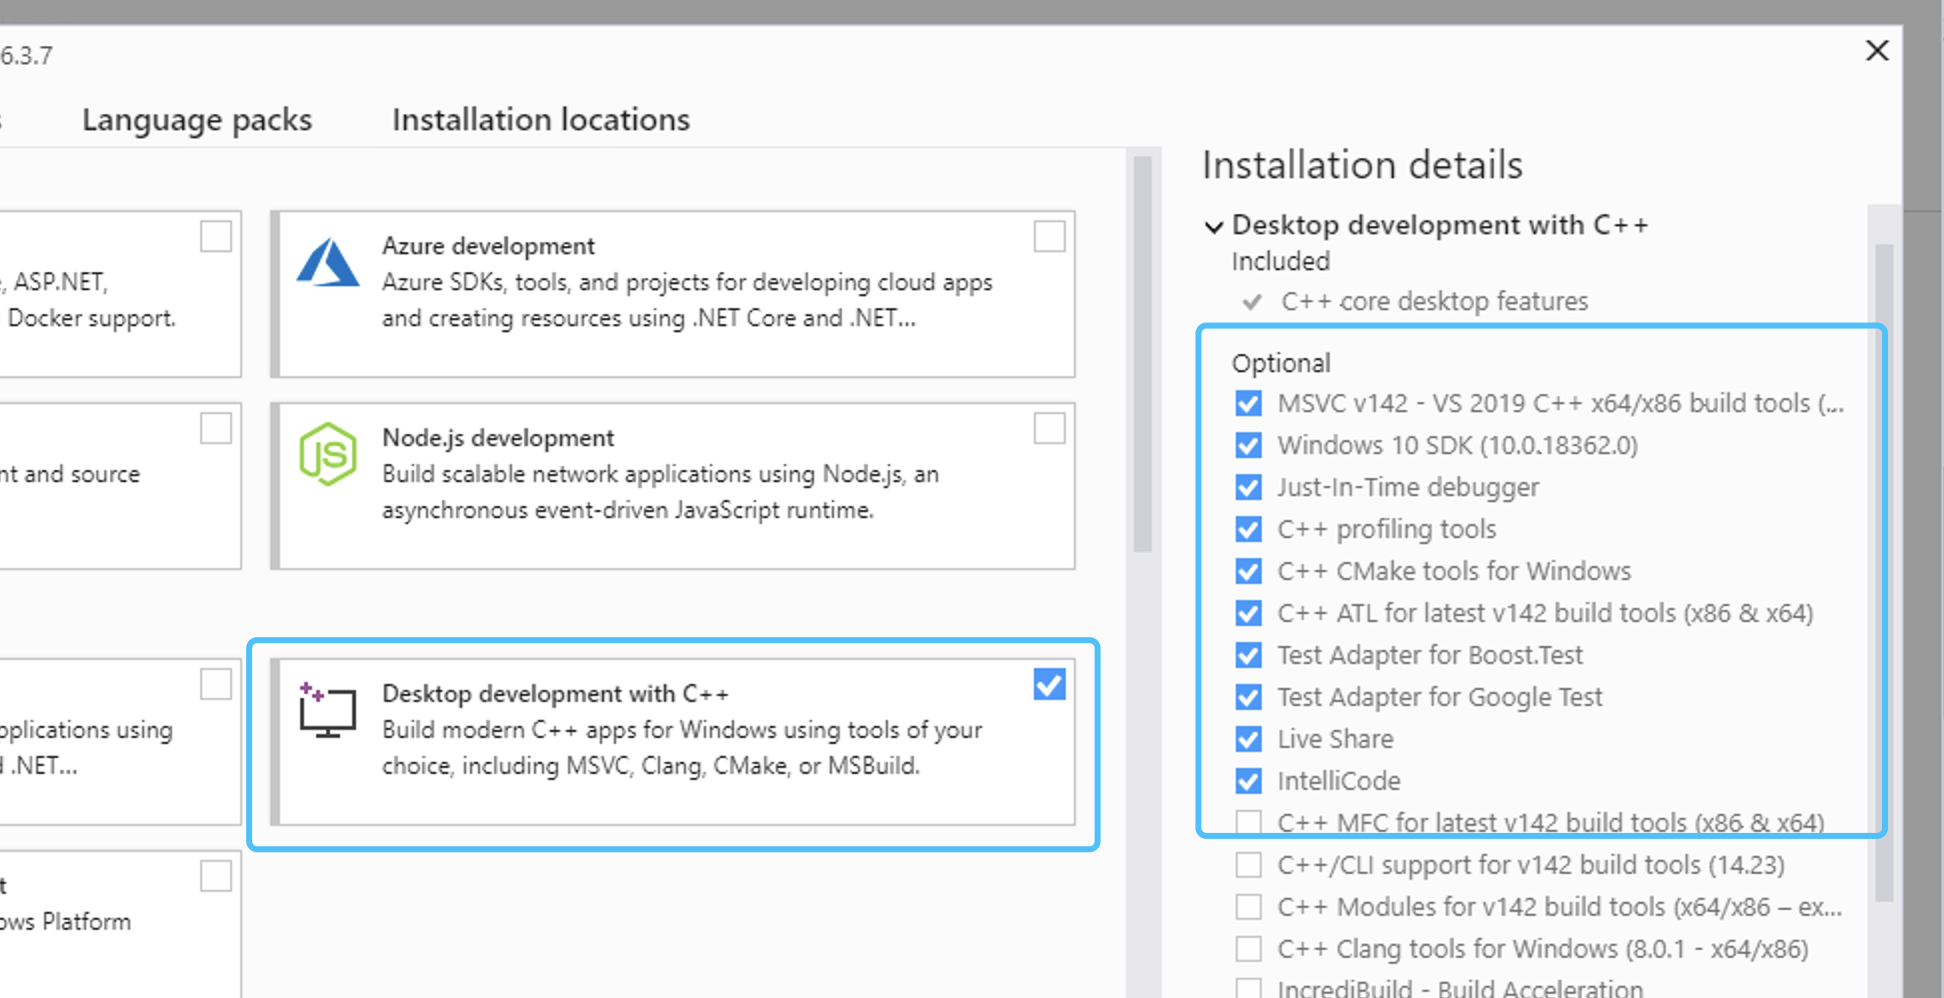 6.3.7
Language packs
Installation locations
, ASP.NET,
Docker support.
Azure development
Azure SDKs, tools, and projects for developing cloud apps
and creating resources using .NET Core and .NET...
nt and source
Node.js development
Build scalable network applications using Node.js, an
asynchronous event-driven JavaScript runtime.
JS
pplications using
.NET...
Desktop development with C++
Build modern C++ apps for Windows using tools of your
choice, including MSVC, Clang, CMake, or MSBuild.
t
ows Platform
Installation details
Desktop development with C++
Included
C++ core desktop features
Optional
MSVC v142 - VS 2019 C++ x64/x86 build tools (...
Windows 10 SDK (10.0.18362.0)
Just-In-Time debugger
C++ profiling tools
C++ CMake tools for Windows
C++ ATL for latest v142 build tools (x86 & x64)
Test Adapter for Boost.Test
Test Adapter for Google Test
Live Share
IntelliCode
C++ MFC for latest v142 build tools (x86 & x64)
C++/CLI support for v142 build tools (14.23)
C++ Modules for v142 build tools (x64/x86 – ex...
C++ Clang tools for Windows (8.0.1 - x64/x86)
IncrediBuild - Build Acceleration